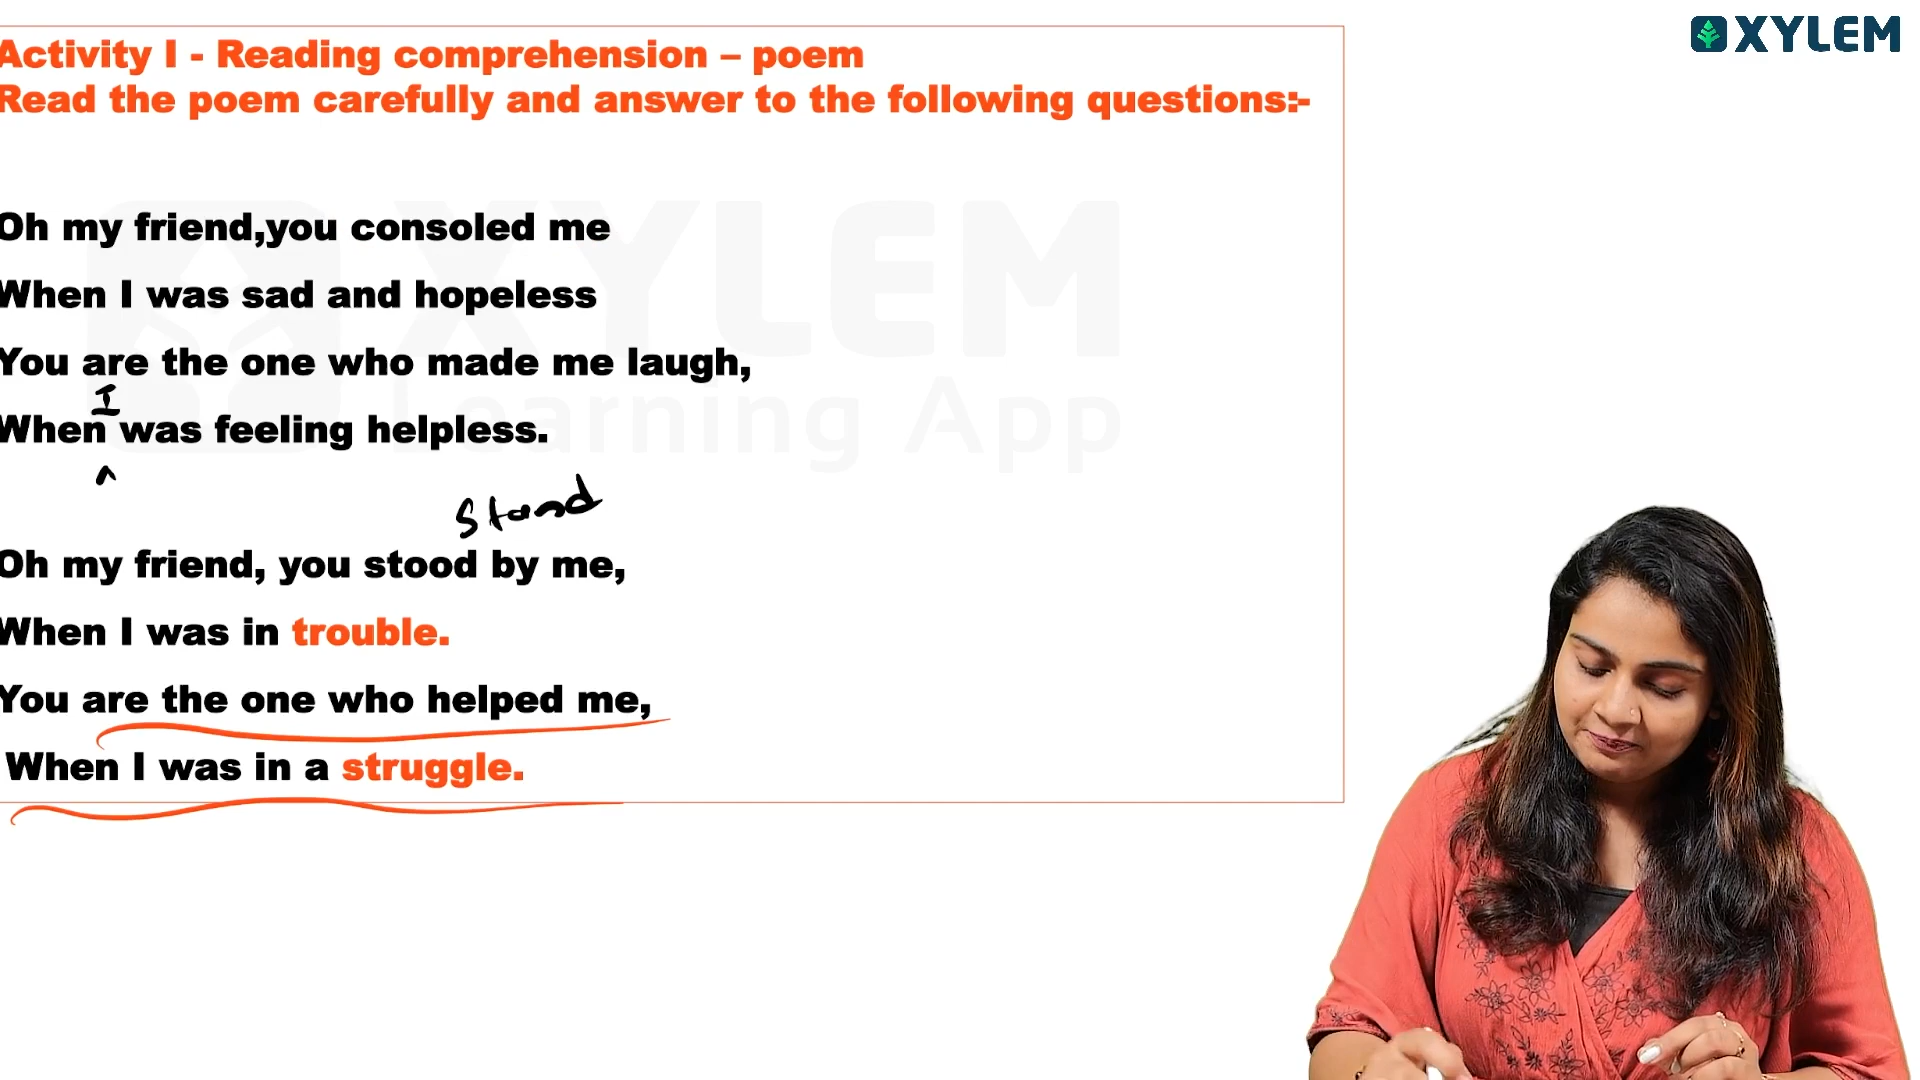 XYLEM
Activity I - Reading comprehension – poem
Read the poem carefully and answer to the following questions:-
Oh my friend,you consoled me
When I was sad and hopeless
You are the one who made me laugh,
I
When was feeling helpless.
^
stand
Oh my friend, you stood by me,
When I was in trouble.
You are the one who helped me,
When I was in a struggle.
XYLEM
Learning App